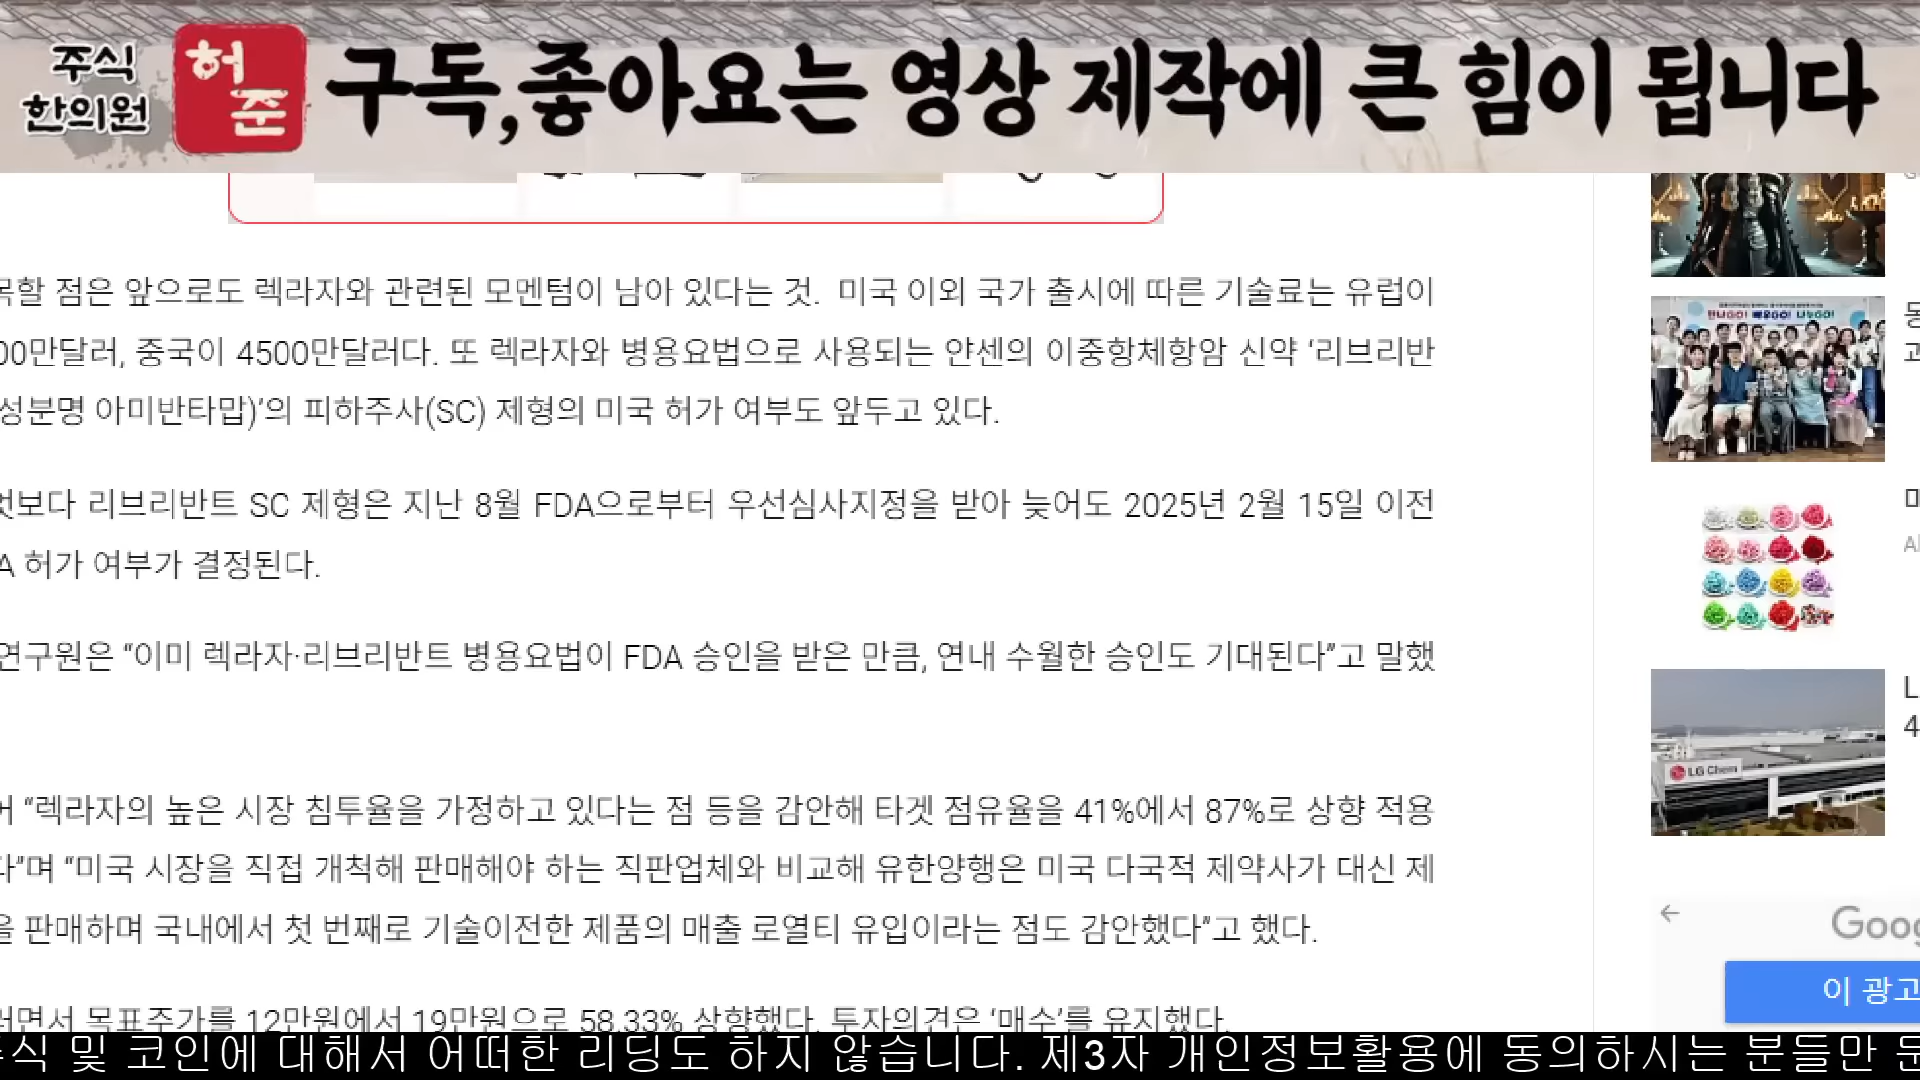 주식
한의원
허준
구독,좋아요는 영상 제작에 큰 힘이 됩니다
목할 점은 앞으로도 렉라자와 관련된 모멘텀이 남아 있다는 것. 미국 이외 국가 출시에 따른 기술료는 유럽이
00만달러, 중국이 4500만달러다. 또 렉라자와 병용요법으로 사용되는 얀센의 이중항체항암 신약 ‘리브리반
성분명 아미반타맙)’의 피하주사(SC) 제형의 미국 허가 여부도 앞두고 있다.
엇보다 리브리반트 SC 제형은 지난 8월 FDA으로부터 우선심사지정을 받아 늦어도 2025년 2월 15일 이전
A 허가 여부가 결정된다.
연구원은 “이미 렉라자·리브리반트 병용요법이 FDA 승인을 받은 만큼, 연내 수월한 승인도 기대된다”고 말했
어 “렉라자의 높은 시장 침투율을 가정하고 있다는 점 등을 감안해 타겟 점유율을 41%에서 87%로 상향 적용
다”며 “미국 시장을 직접 개척해 판매해야 하는 직판업체와 비교해 유한양행은 미국 다국적 제약사가 대신 제
을 판매하며 국내에서 첫 번째로 기술이전한 제품의 매출 로열티 유입이라는 점도 감안했다”고 했다.
러면서 목표주가를 12만원에서 19만원으로 58.33% 상향했다. 투자의견은 ‘매수’를 유지했다.
만나GO! 배우GO! 나누GO!
LG Chem
이 광고
주식 및 코인에 대해서 어떠한 리딩도 하지 않습니다. 제3자 개인정보활용에 동의하시는 분들만 문